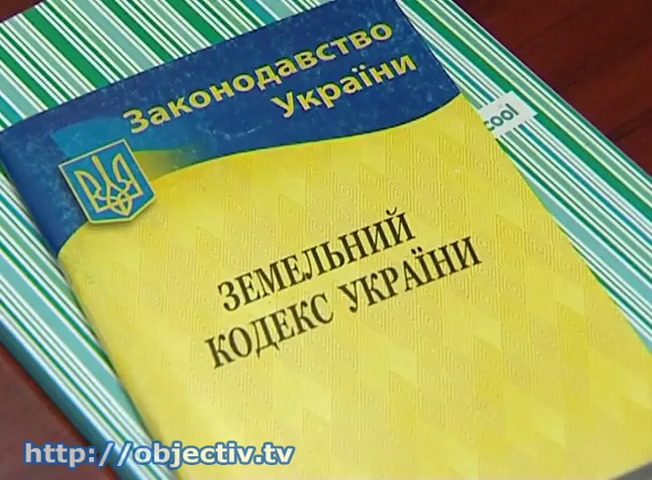 Законодавство
України
cool
ЗЕМЕЛЬНИЙ
КОДЕКС УКРАЇНИ
http://objectiv.tv